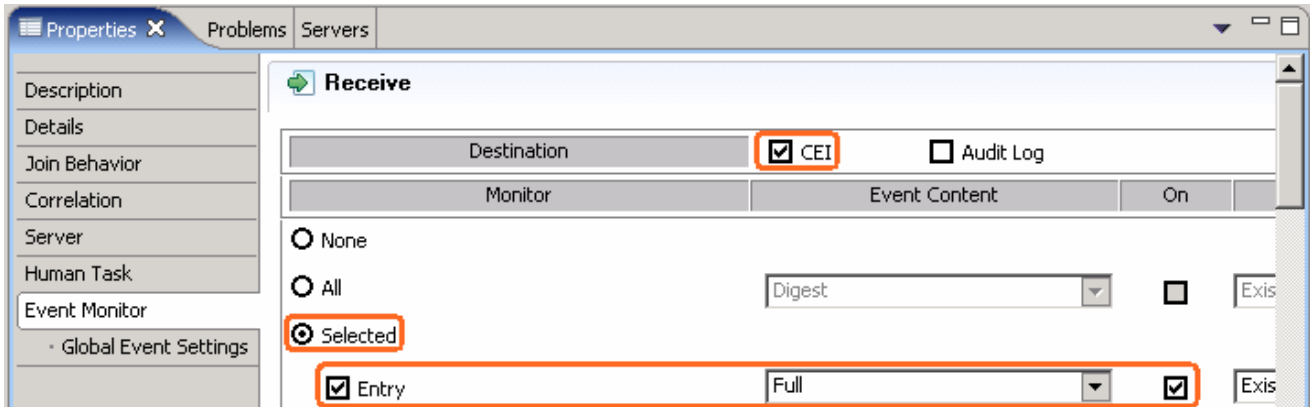 Properties Problems Servers
Description
Details
Join Behavior
Correlation
Server
Human Task
Event Monitor
Global Event Settings
Receive
Destination CEI Audit Log
Monitor Event Content On
None
All Digest Exis
Selected
Entry Full Exis